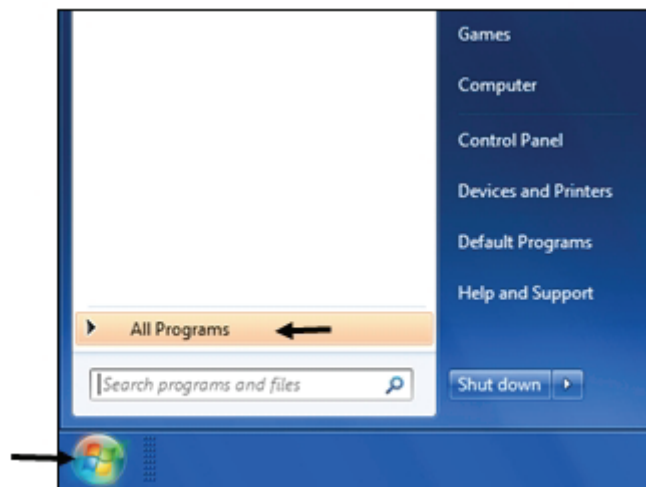 Games
Computer
Control Panel
Devices and Printers
Default Programs
Help and Support
All Programs
Search programs and files
Shut down